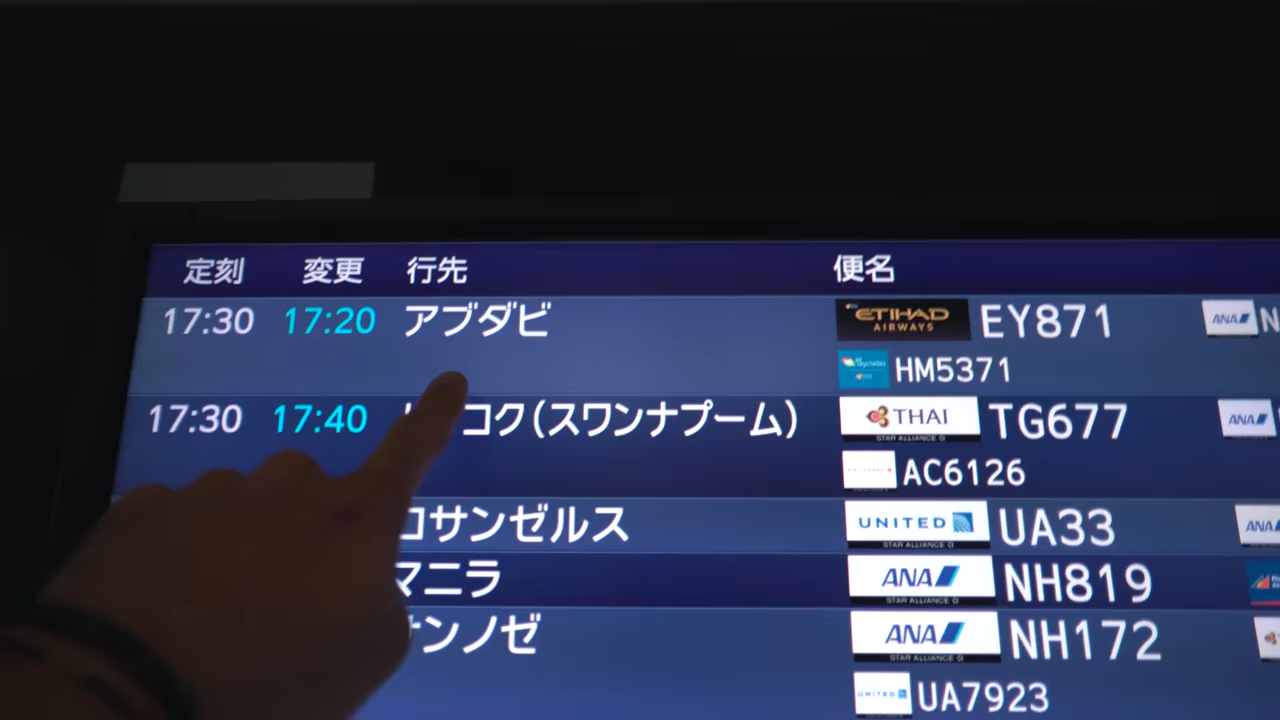 定刻 変更 行先 便名
17:30 17:20 アブダビ ETIHAD AIRWAYS EY871 ANA N
HM5371
17:30 17:40 コク(スワンナプーム) THAI STAR ALLIANCE TG677 ANA
AC6126
ロサンゼルス UNITED STAR ALLIANCE UA33 ANA
マニラ ANA STAR ALLIANCE NH819
サンノゼ ANA STAR ALLIANCE NH172
UNITED UA7923